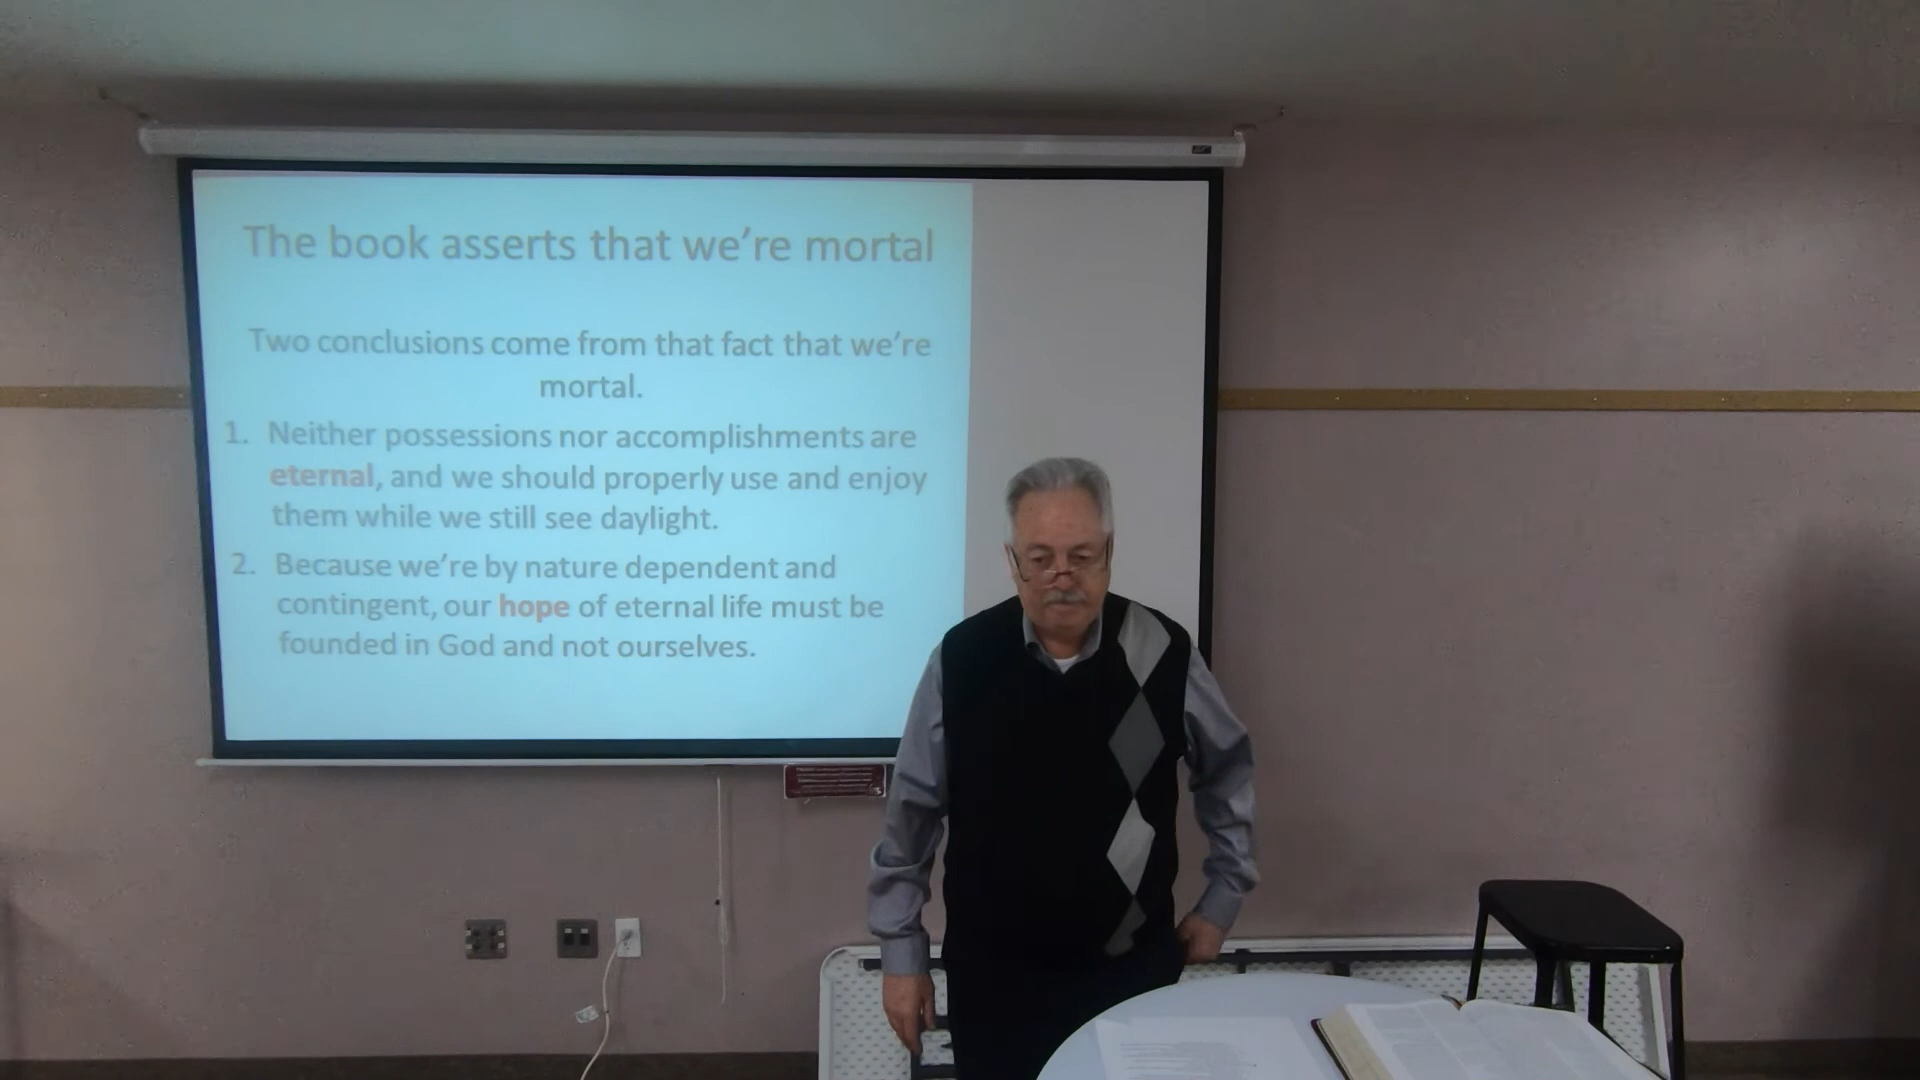 The book asserts that we're mortal
Two conclusions come from that fact that we're
mortal.
1. Neither possessions nor accomplishments are
eternal, and we should properly use and enjoy
them while we still see daylight.
2. Because we're by nature dependent and
contingent, our hope of eternal life must be
founded in God and not ourselves.